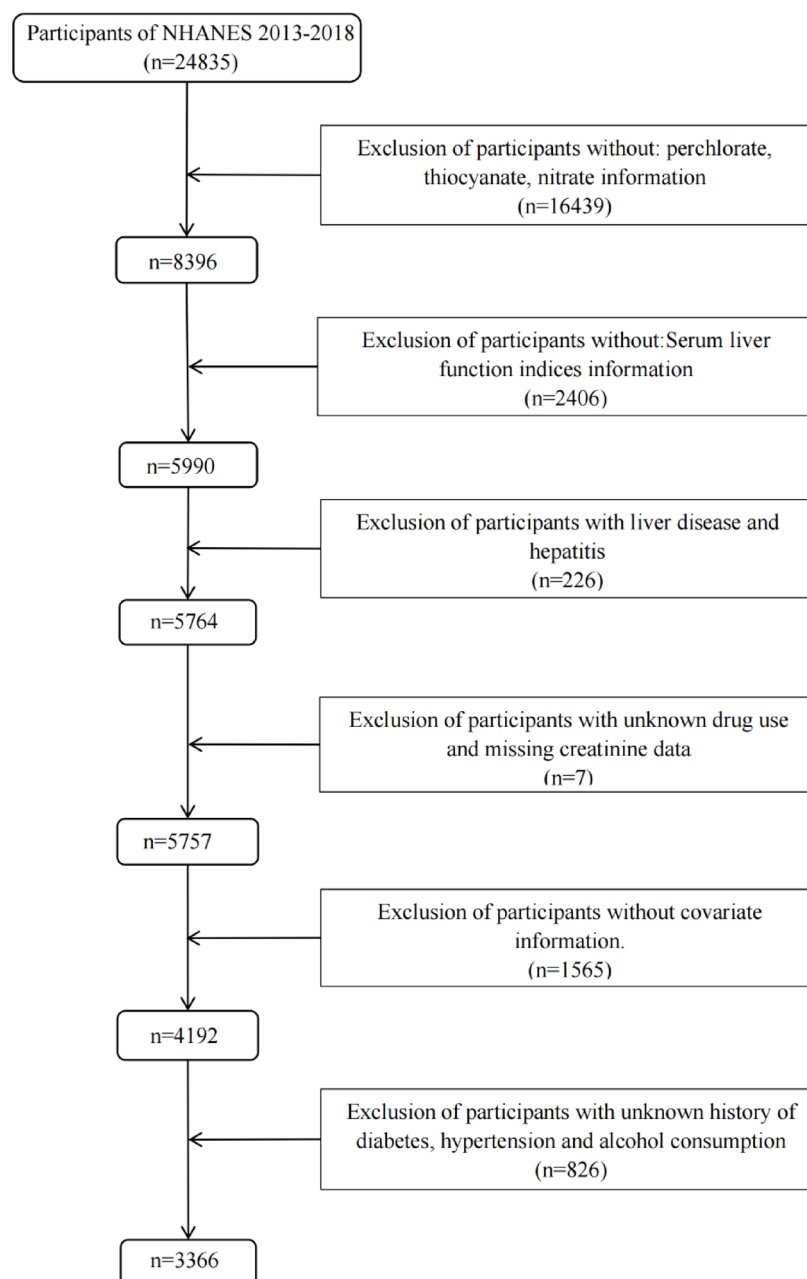 Participants of NHANES 2013-2018
(n=24835)
Exclusion of participants without: perchlorate,
thiocyanate, nitrate information
(n=16439)
n=8396
Exclusion of participants without:Serum liver
function indices information
(n=2406)
n=5990
Exclusion of participants with liver disease and
hepatitis
(n=226)
n=5764
Exclusion of participants with unknown drug use
and missing creatinine data
(n=7)
n=5757
Exclusion of participants without covariate
information.
(n=1565)
n=4192
Exclusion of participants with unknown history of
diabetes, hypertension and alcohol consumption
(n=826)
n=3366